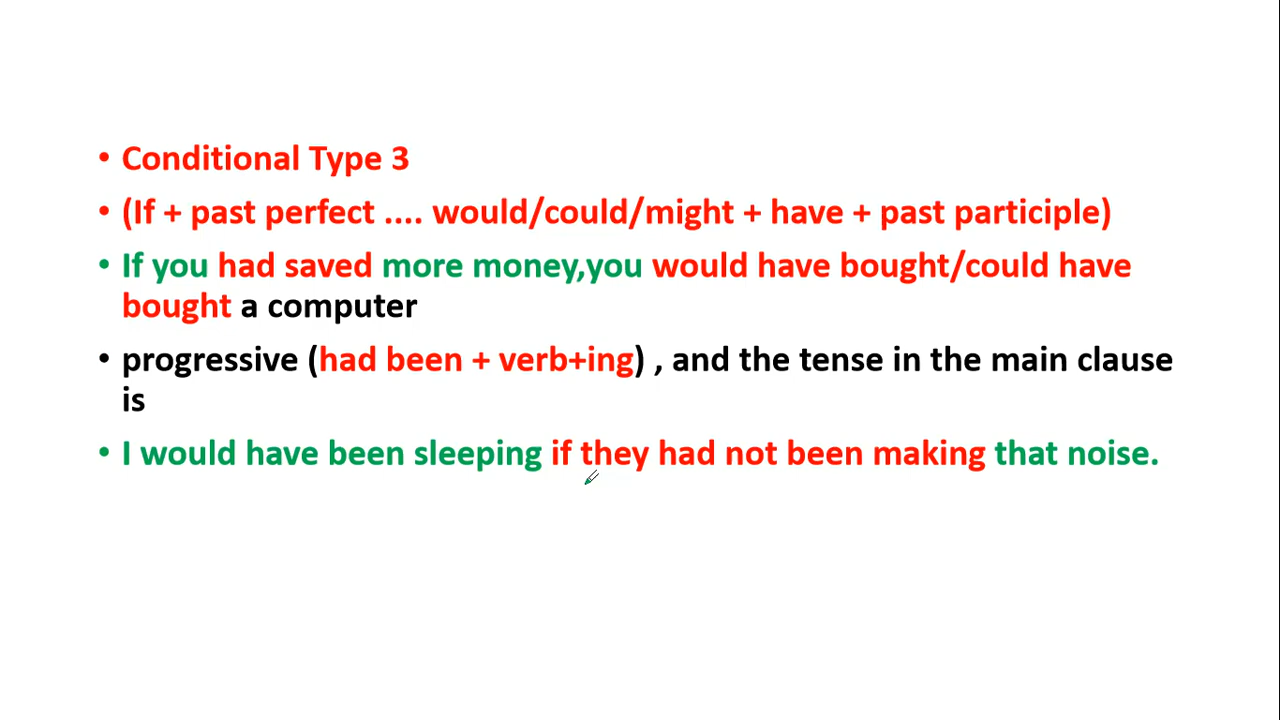 • Conditional Type 3
• (If + past perfect .... would/could/might + have + past participle)
• If you had saved more money,you would have bought/could have
bought a computer
• progressive (had been + verb+ing) , and the tense in the main clause
is
• I would have been sleeping if they had not been making that noise.